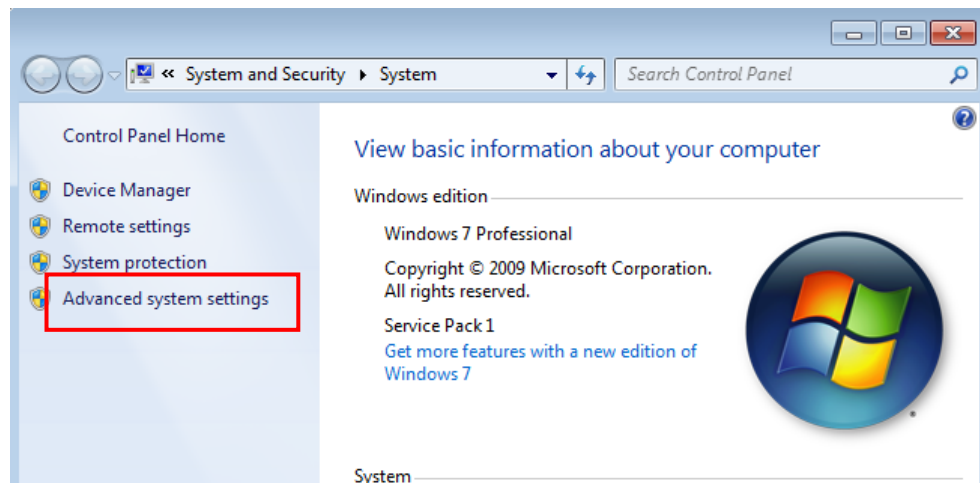 « System and Security ▸ System
Search Control Panel
Control Panel Home
Device Manager
Remote settings
System protection
Advanced system settings
View basic information about your computer
Windows edition
Windows 7 Professional
Copyright © 2009 Microsoft Corporation.
All rights reserved.
Service Pack 1
Get more features with a new edition of
Windows 7
System